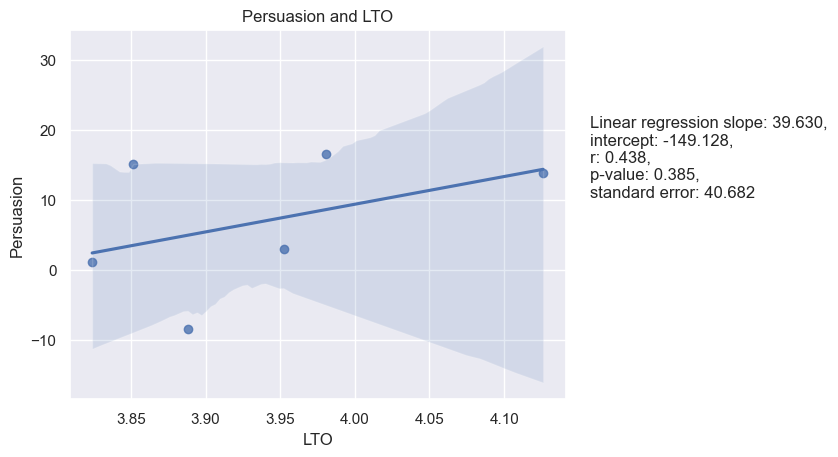 Persuasion and LTO
30
20
10
0
−10
Persuasion
3.85
3.90
3.95
4.00
4.05
4.10
LTO
Linear regression slope: 39.630,
intercept: -149.128,
r: 0.438,
p-value: 0.385,
standard error: 40.682